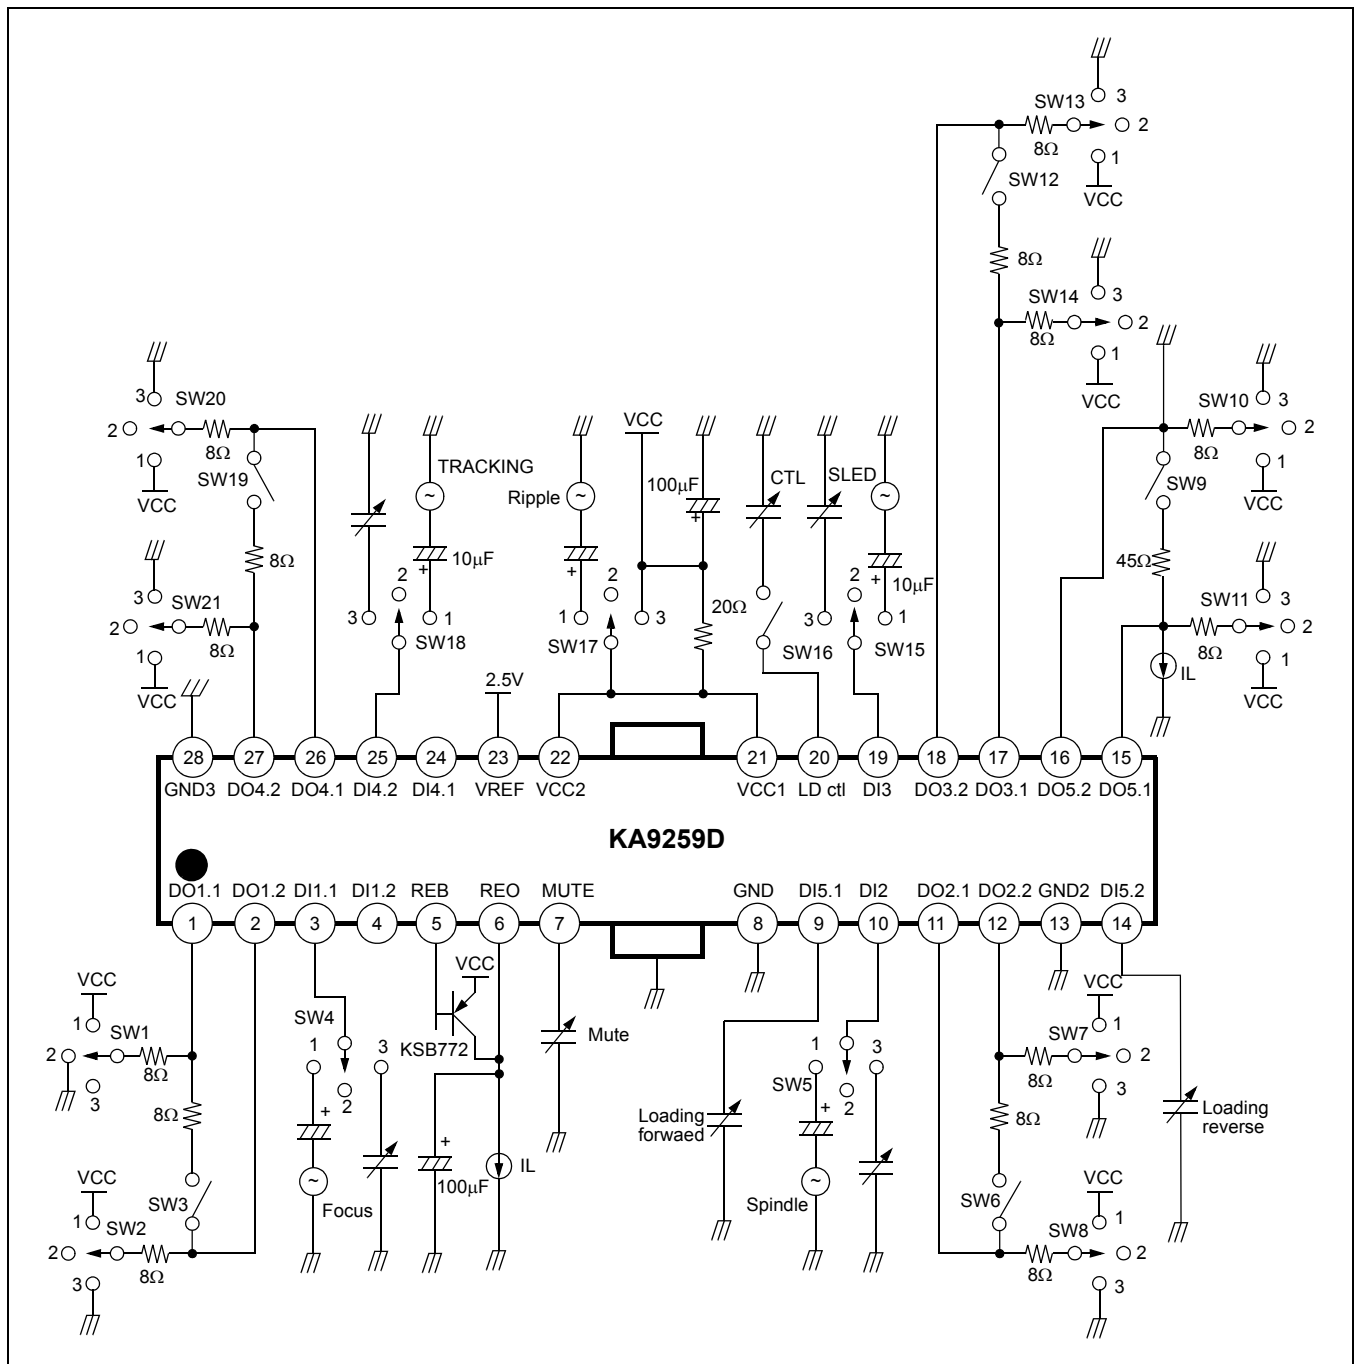 SW13
3
2
8Ω
1
SW12
VCC
8Ω
SW14
3
2
8Ω
1
VCC
3
SW20
2
8Ω
1
SW19
VCC
8Ω
3
SW21
2
8Ω
1
VCC
TRACKING
10μF
2
3
1
SW18
Ripple
2
1
3
SW17
VCC
100μF
20Ω
CTL
SW16
SLED
2
3
1
10μF
SW15
SW10
3
2
8Ω
1
SW9
VCC
45Ω
SW11
3
2
8Ω
1
IL
VCC
2.5V
28 27 26 25 24 23 22 21 20 19 18 17 16 15
GND3 DO4.2 DO4.1 DI4.2 DI4.1 VREF VCC2 VCC1 LD ctl DI3 DO3.2 DO3.1 DO5.2 DO5.1
KA9259D
DO1.1 DO1.2 DI1.1 DI1.2 REB REO MUTE GND DI5.1 DI2 DO2.1 DO2.2 GND2 DI5.2
1 2 3 4 5 6 7 8 9 10 11 12 13 14
VCC
1
SW1
2
8Ω
3
8Ω
SW3
VCC
1
SW2
2
8Ω
3
SW4
1
3
2
Focus
VCC
KSB772
100μF
IL
Mute
Loading
forwaed
1
3
SW5
2
Spindle
VCC
1
SW7
2
8Ω
3
8Ω
SW6
VCC
1
SW8
2
8Ω
3
Loading
reverse